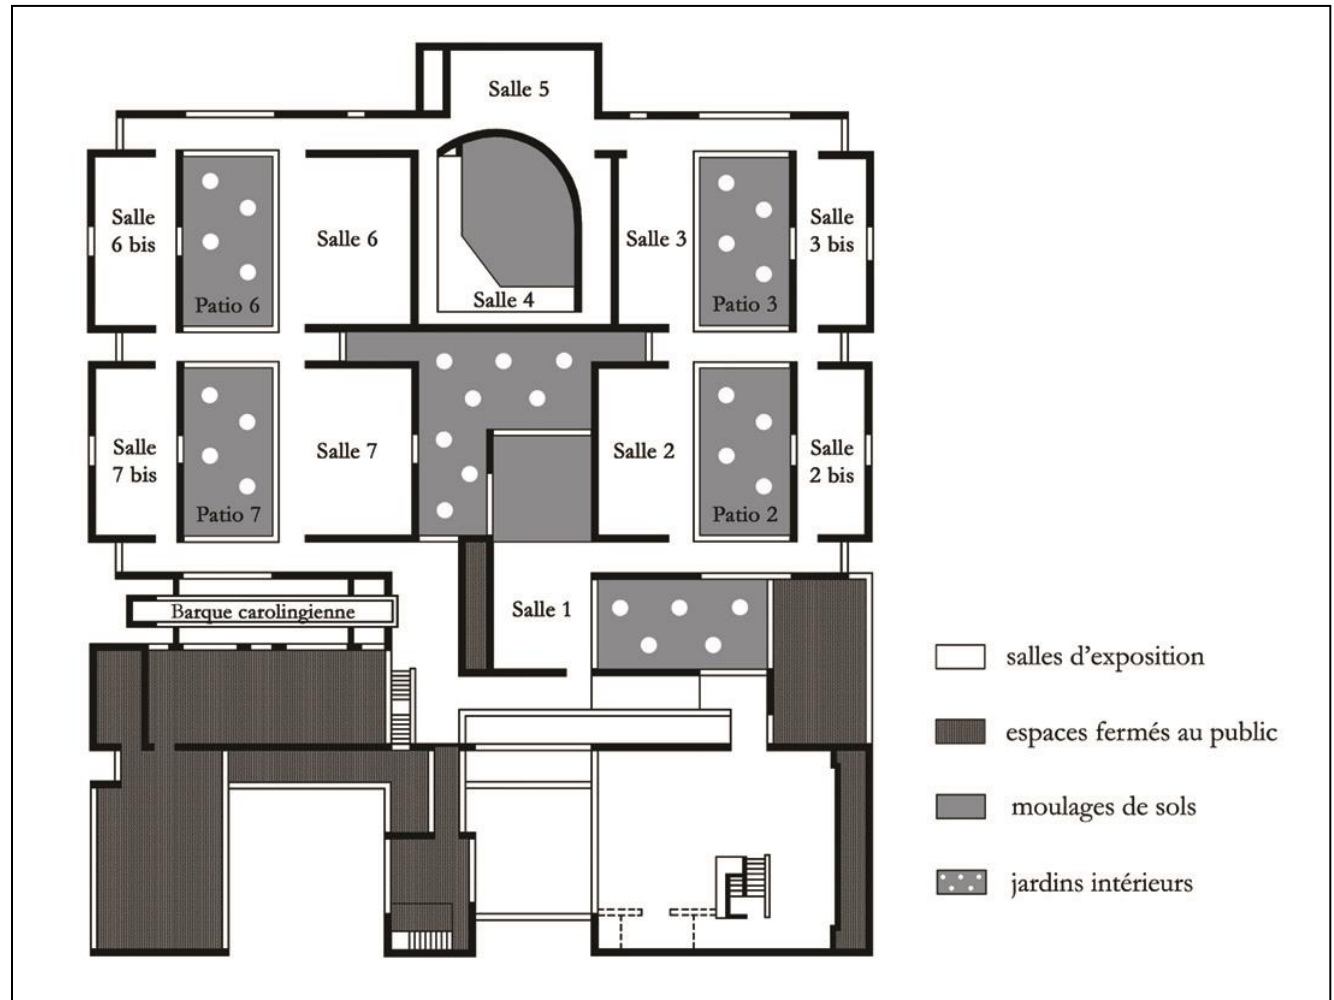 Salle 5
Salle
6 bis
Patio 6
Salle 6
Salle 4
Salle 3
Patio 3
Salle
3 bis
Salle
7 bis
Patio 7
Salle 7
Salle 2
Patio 2
Salle
2 bis
Barque carolingienne
Salle 1
salles d’exposition
espaces fermés au public
moulages de sols
jardins intérieurs